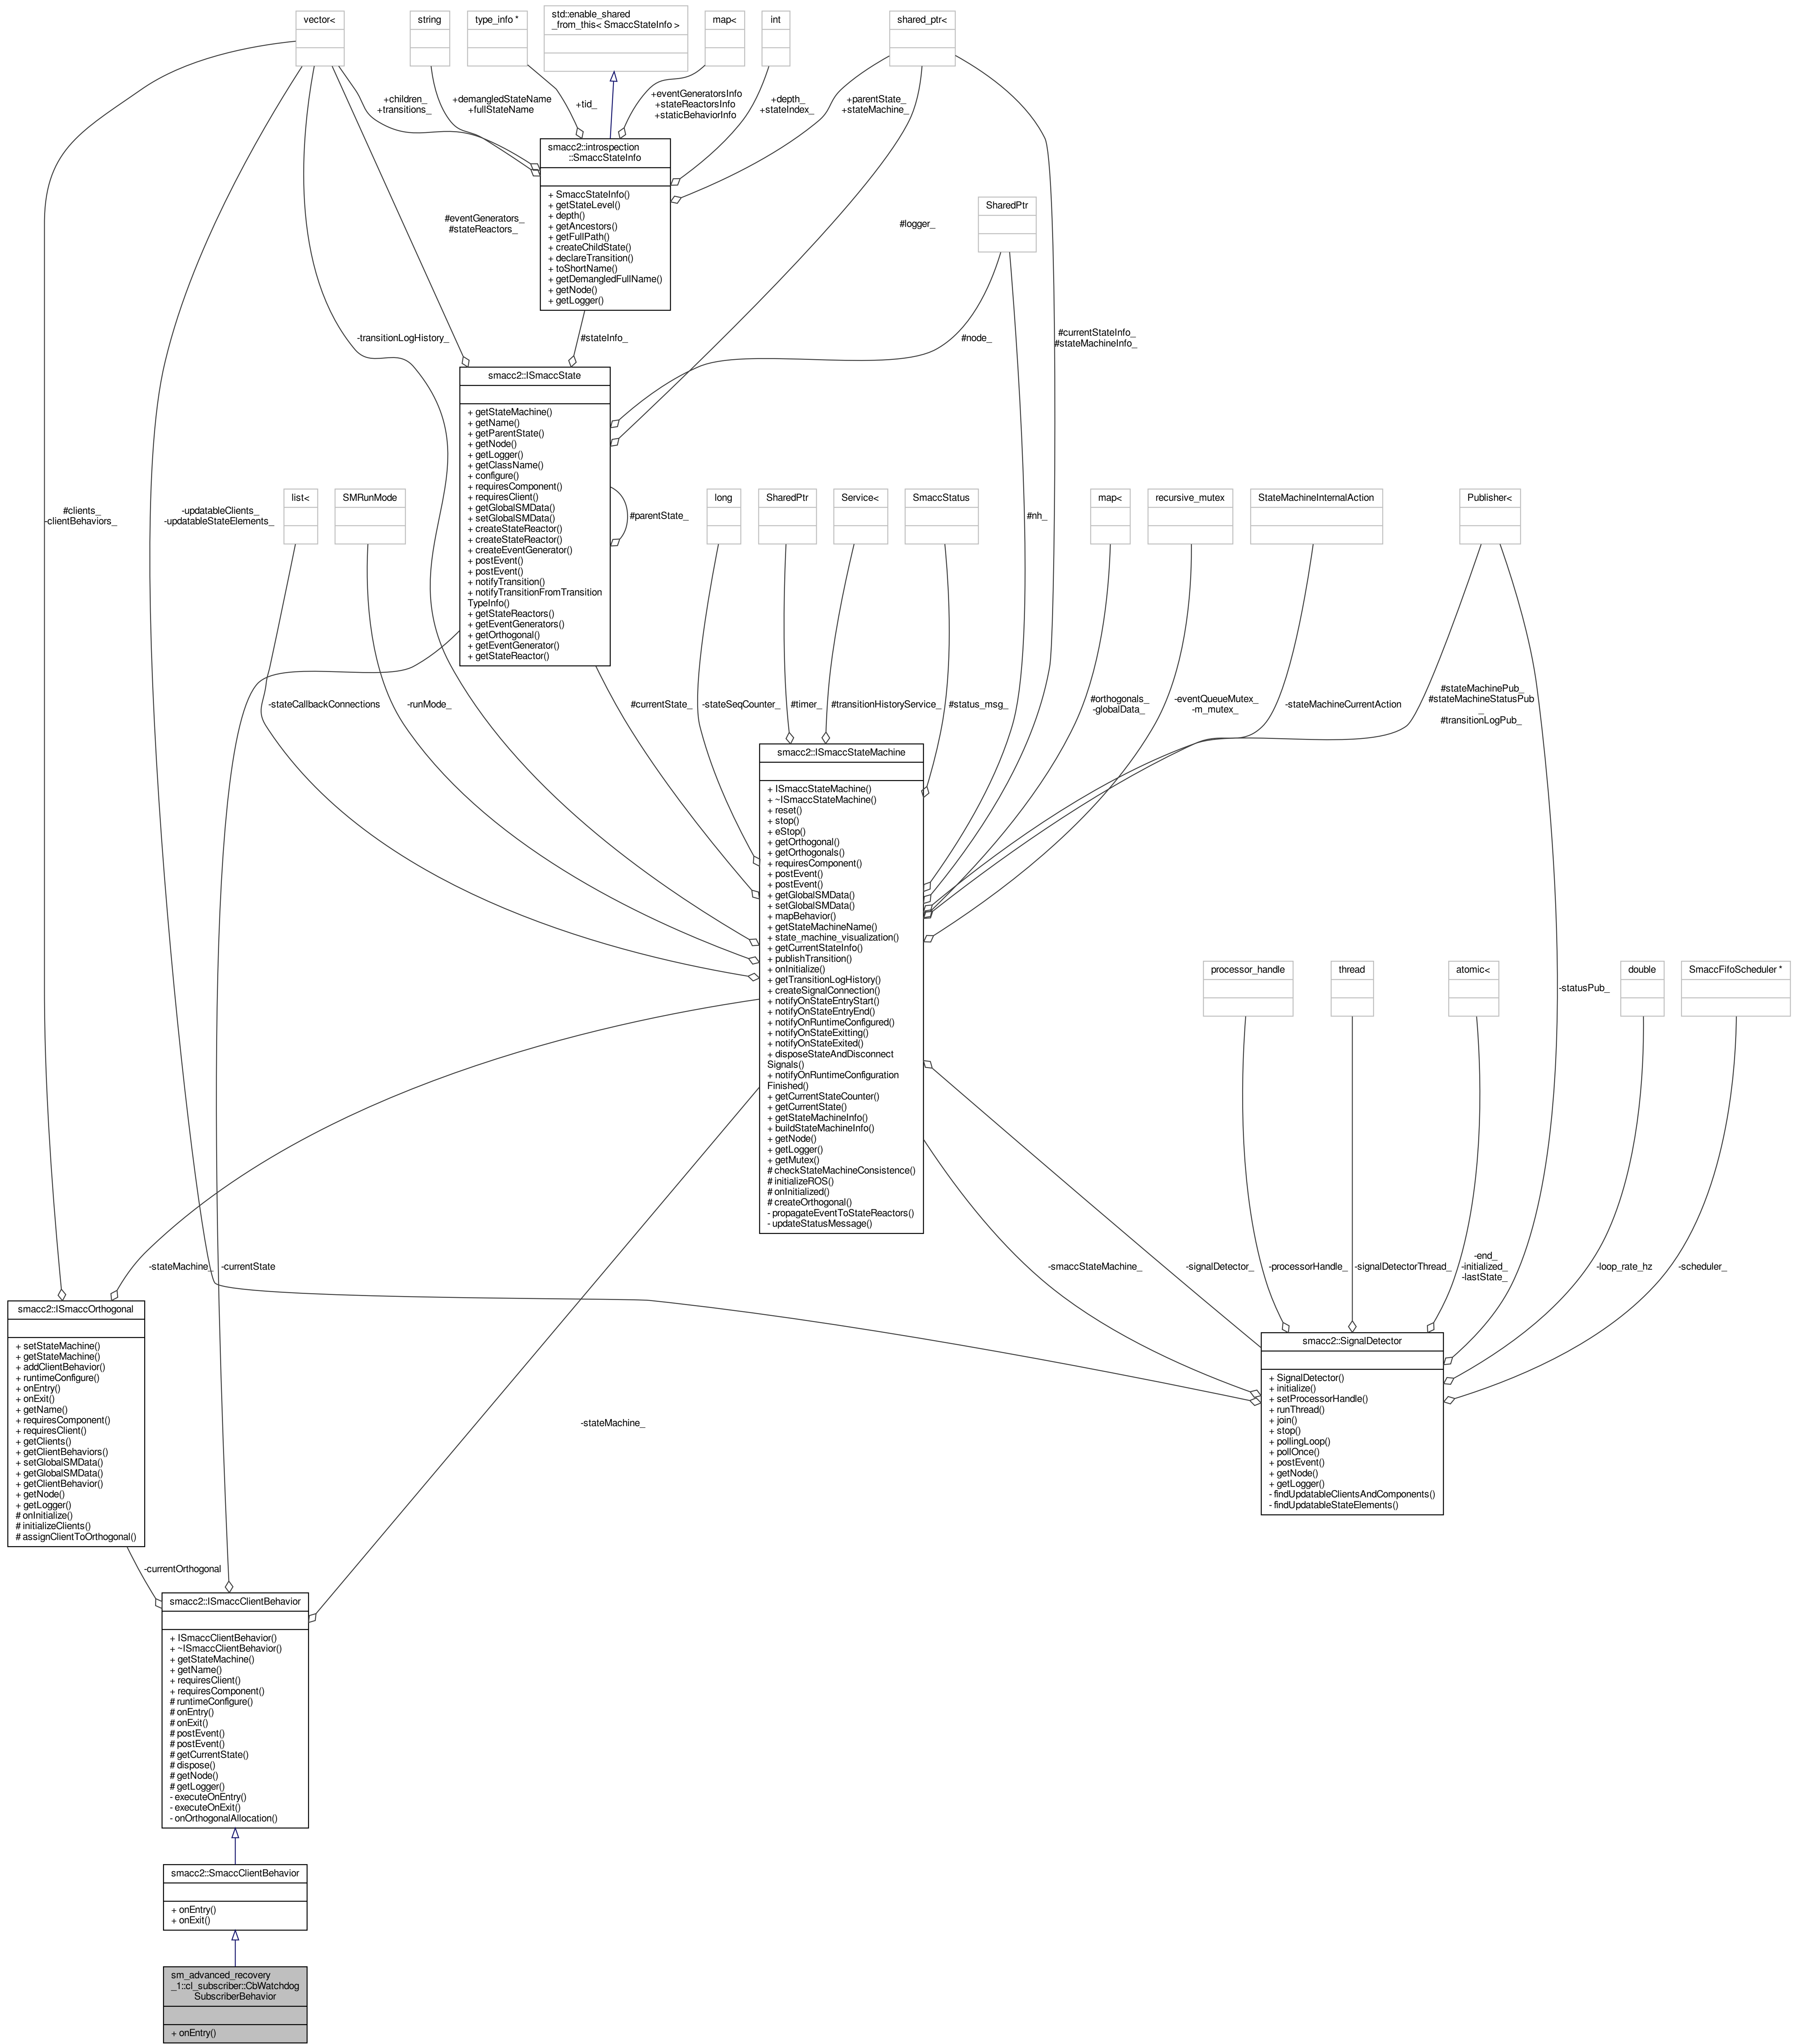 vector<
string
type_info *
std::enable_shared
_from_this< SmaccStateInfo >
map<
int
shared_ptr<
+children_
+transitions_
+demangledStateName
+fullStateName
+tid_
+eventGeneratorsInfo
+stateReactorsInfo
+staticBehaviorInfo
+depth_
+stateIndex_
+parentState_
+stateMachine_
smacc2::introspection
::SmaccStateInfo
+ SmaccStateInfo()
+ getStateLevel()
+ depth()
+ getAncestors()
+ getFullPath()
+ createChildState()
+ declareTransition()
+ toShortName()
+ getDemangledFullName()
+ getNode()
+ getLogger()
SharedPtr
#eventGenerators_
#stateReactors_
#logger_
-transitionLogHistory_
#stateInfo_
#node_
#currentStateInfo_
#stateMachineInfo_
smacc2::ISmaccState
+ getStateMachine()
+ getName()
+ getParentState()
+ getNode()
+ getLogger()
+ getClassName()
+ configure()
+ requiresComponent()
+ requiresClient()
+ getGlobalSMData()
+ setGlobalSMData()
+ createStateReactor()
+ createStateReactor()
+ createEventGenerator()
+ postEvent()
+ postEvent()
+ notifyTransition()
+ notifyTransitionFromTransition
TypeInfo()
+ getStateReactors()
+ getEventGenerators()
+ getOrthogonal()
+ getEventGenerator()
+ getStateReactor()
#parentState_
#clients_
-clientBehaviors_
-updatableClients_
-updatableStateElements_
list<
SMRunMode
long
SharedPtr
Service<
SmaccStatus
#nh_
map<
recursive_mutex
StateMachineInternalAction
Publisher<
-stateCallbackConnections
-runMode_
#currentState_
-stateSeqCounter_
#timer_
#transitionHistoryService_
#status_msg_
#orthogonals_
-globalData_
-eventQueueMutex_
-m_mutex_
-stateMachineCurrentAction
#stateMachinePub_
#stateMachineStatusPub
_
#transitionLogPub_
smacc2::ISmaccStateMachine
+ ISmaccStateMachine()
+ ~ISmaccStateMachine()
+ reset()
+ stop()
+ eStop()
+ getOrthogonal()
+ getOrthogonals()
+ requiresComponent()
+ postEvent()
+ postEvent()
+ getGlobalSMData()
+ setGlobalSMData()
+ mapBehavior()
+ getStateMachineName()
+ state_machine_visualization()
+ getCurrentStateInfo()
+ publishTransition()
+ onInitialize()
+ getTransitionLogHistory()
+ createSignalConnection()
+ notifyOnStateEntryStart()
+ notifyOnStateEntryEnd()
+ notifyOnRuntimeConfigured()
+ notifyOnStateExitting()
+ notifyOnStateExited()
+ disposeStateAndDisconnect
Signals()
+ notifyOnRuntimeConfiguration
Finished()
+ getCurrentStateCounter()
+ getCurrentState()
+ getStateMachineInfo()
+ buildStateMachineInfo()
+ getNode()
+ getLogger()
+ getMutex()
# checkStateMachineConsistence()
# initializeROS()
# onInitialized()
# createOrthogonal()
- propagateEventToStateReactors()
- updateStatusMessage()
processor_handle
thread
atomic<
-statusPub_
double
SmaccFifoScheduler *
-stateMachine_
-currentState
-smaccStateMachine_
-signalDetector_
-processorHandle_
-signalDetectorThread_
-end_
-initialized_
-lastState_
-loop_rate_hz
-scheduler_
smacc2::ISmaccOrthogonal
+ setStateMachine()
+ getStateMachine()
+ addClientBehavior()
+ runtimeConfigure()
+ onEntry()
+ onExit()
+ getName()
+ requiresComponent()
+ requiresClient()
+ getClients()
+ getClientBehaviors()
+ setGlobalSMData()
+ getGlobalSMData()
+ getClientBehavior()
+ getNode()
+ getLogger()
# onInitialize()
# initializeClients()
# assignClientToOrthogonal()
smacc2::SignalDetector
+ SignalDetector()
+ initialize()
+ setProcessorHandle()
+ runThread()
+ join()
+ stop()
+ pollingLoop()
+ pollOnce()
+ postEvent()
+ getNode()
+ getLogger()
- findUpdatableClientsAndComponents()
- findUpdatableStateElements()
-stateMachine_
-currentOrthogonal
smacc2::ISmaccClientBehavior
+ ISmaccClientBehavior()
+ ~ISmaccClientBehavior()
+ getStateMachine()
+ getName()
+ requiresClient()
+ requiresComponent()
# runtimeConfigure()
# onEntry()
# onExit()
# postEvent()
# postEvent()
# getCurrentState()
# dispose()
# getNode()
# getLogger()
- executeOnEntry()
- executeOnExit()
- onOrthogonalAllocation()
smacc2::SmaccClientBehavior
+ onEntry()
+ onExit()
sm_advanced_recovery
_1::cl_subscriber::CbWatchdog
SubscriberBehavior
+ onEntry()